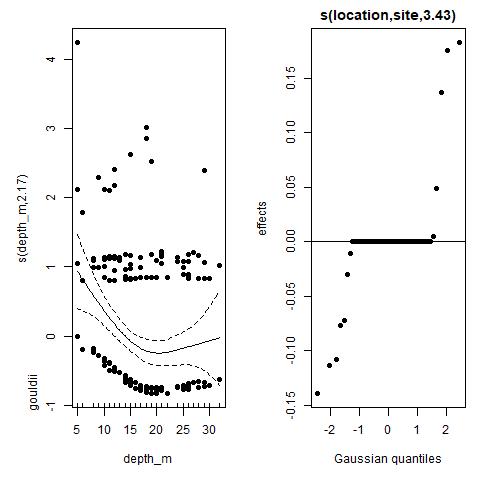 s(location,site,3.43)
s(depth_m,2.17)
gouldii
4
3
2
1
0
-1
5 10 15 20 25 30
depth_m
effects
0.15
0.10
0.05
0.00
-0.05
-0.10
-0.15
-2 -1 0 1 2
Gaussian quantiles